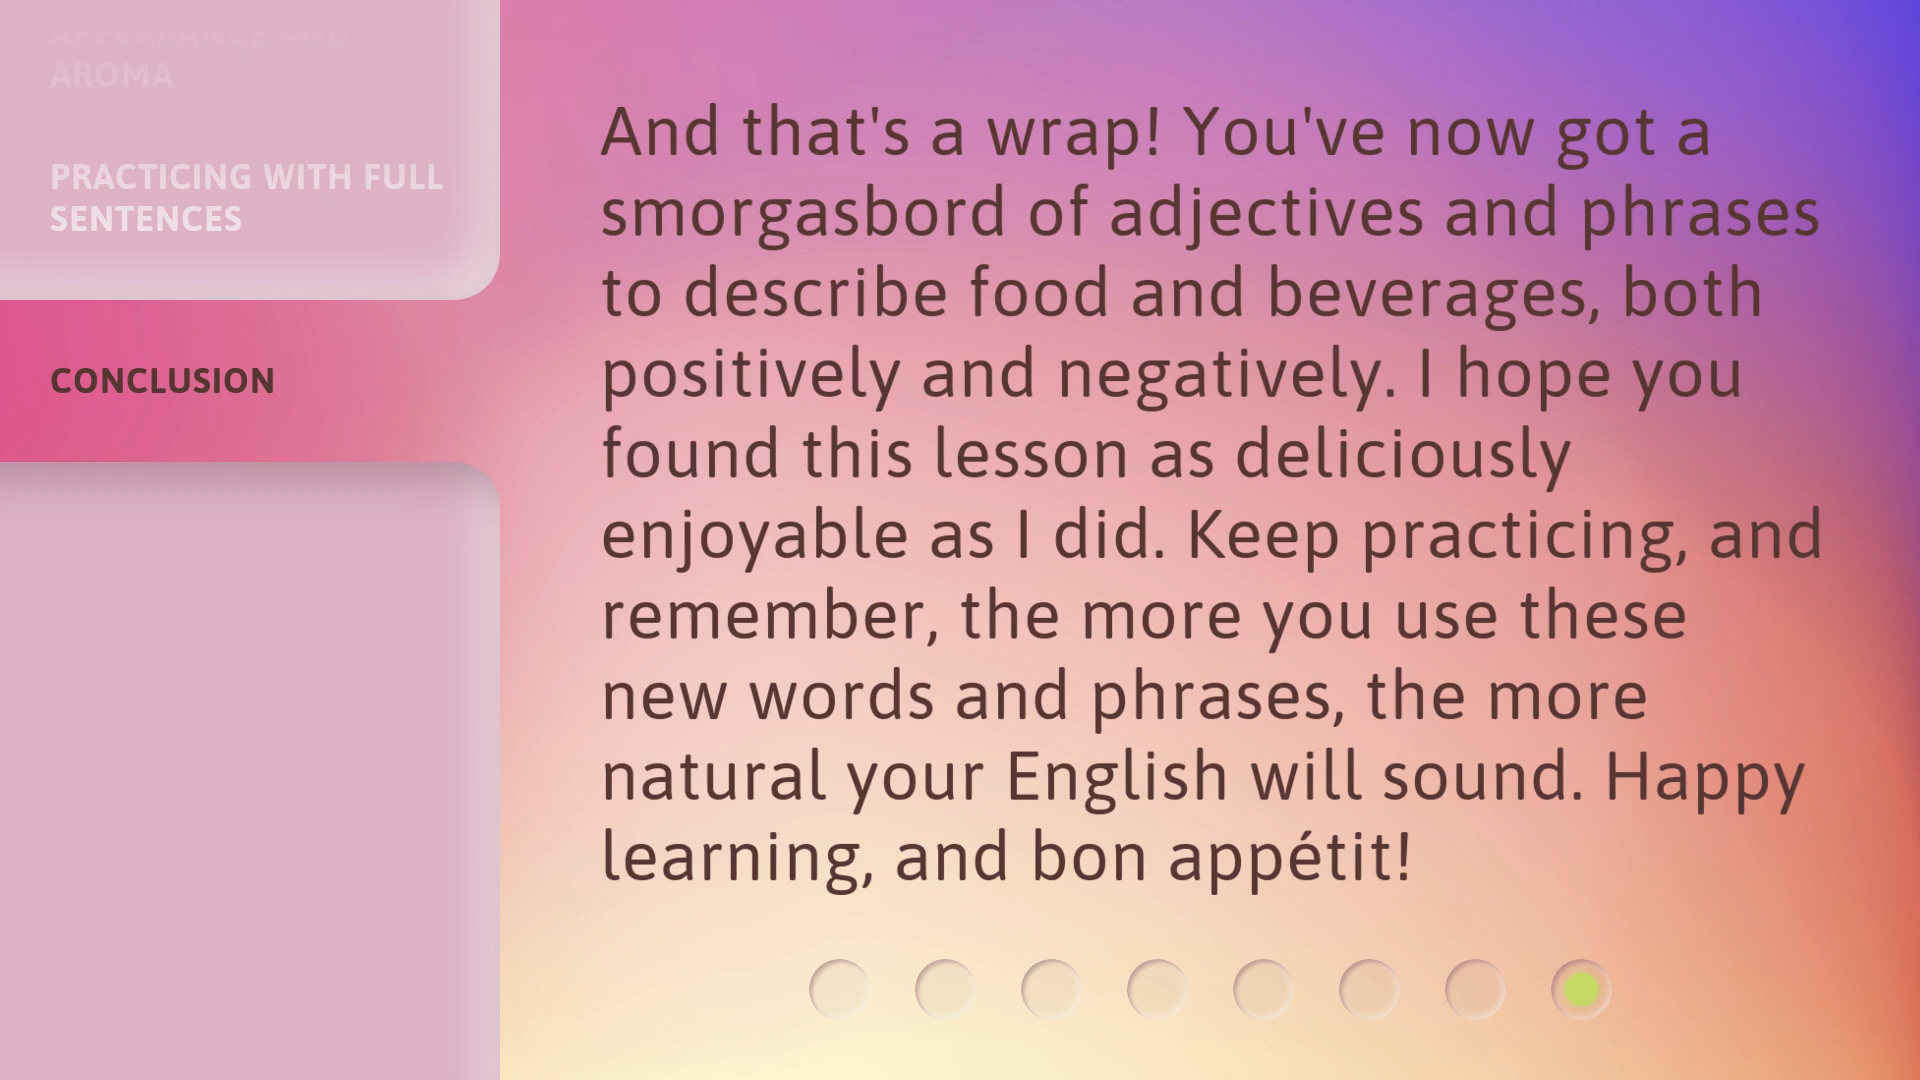 APPEARANCE AND
AROMA
PRACTICING WITH FULL
SENTENCES
CONCLUSION
And that's a wrap! You've now got a
smorgasbord of adjectives and phrases
to describe food and beverages, both
positively and negatively. I hope you
found this lesson as deliciously
enjoyable as I did. Keep practicing, and
remember, the more you use these
new words and phrases, the more
natural your English will sound. Happy
learning, and bon appétit!